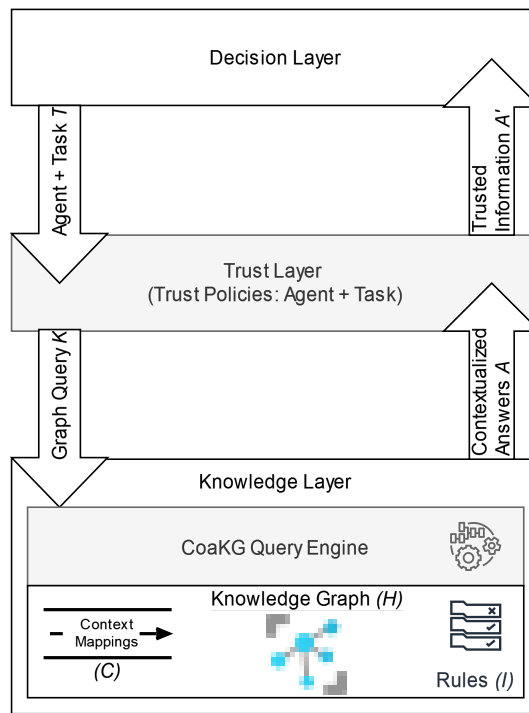 Decision Layer
Agent + Task T
Trusted
Information A'
Trust Layer
(Trust Policies: Agent + Task)
Graph Query K
Contextualized
Answers A
Knowledge Layer
CoaKG Query Engine
Context
Mappings
(C)
Knowledge Graph (H)
Rules (I)